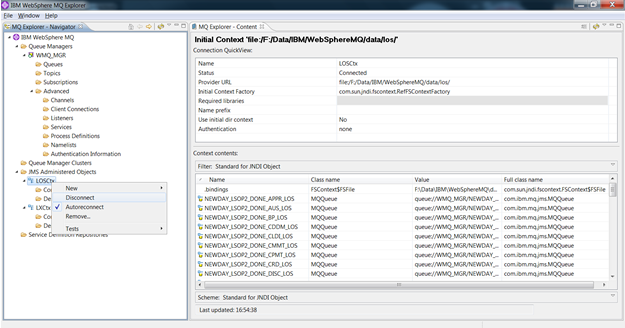 IBM WebSphere MQ Explorer
File Window Help
MQ Explorer - Navigator
IBM WebSphere MQ
Queue Managers
WMQ_MGR
Queues
Topics
Subscriptions
Advanced
Channels
Client Connections
Listeners
Services
Process Definitions
Namelists
Authentication Information
Queue Manager Clusters
JMS Administered Objects
LOSCtx
Co
De
LXCtx
Co
De
Service Definition Repositories
New
Disconnect
Autoreconnect
Remove...
Tests
MQ Explorer - Content
Initial Context 'file:/F:/Data/IBM/WebSphereMQ/data/los/'
Connection QuickView:
Name LOSCtx
Status Connected
Provider URL file:/F:/Data/IBM/WebSphereMQ/data/los/
Initial Context Factory com.sun.jndi.fscontext.RefFSContextFactory
Required libraries
Name prefix
Use initial dir context No
Authentication none
Context contents:
Filter: Standard for JNDI Object
Name Class name Value Full class name
.bindings FSContext$FSFile F:\Data\IBM\WebSphereMQ\d... com.sun.jndi.fscontext.FSContext$FSFile
NEWDAY_LSOP2_DONE_APPR_LOS MQQueue queue://WMQ_MGR/NEWDAY_... com.ibm.mq.jms.MQQueue
NEWDAY_LSOP2_DONE_AUS_LOS MQQueue queue://WMQ_MGR/NEWDAY_... com.ibm.mq.jms.MQQueue
NEWDAY_LSOP2_DONE_BP_LOS MQQueue queue://WMQ_MGR/NEWDAY_... com.ibm.mq.jms.MQQueue
NEWDAY_LSOP2_DONE_CDDM_LOS MQQueue queue://WMQ_MGR/NEWDAY_... com.ibm.mq.jms.MQQueue
NEWDAY_LSOP2_DONE_CLDI_LOS MQQueue queue://WMQ_MGR/NEWDAY_... com.ibm.mq.jms.MQQueue
NEWDAY_LSOP2_DONE_CMMT_LOS MQQueue queue://WMQ_MGR/NEWDAY_... com.ibm.mq.jms.MQQueue
NEWDAY_LSOP2_DONE_CPMT_LOS MQQueue queue://WMQ_MGR/NEWDAY_... com.ibm.mq.jms.MQQueue
NEWDAY_LSOP2_DONE_CRD_LOS MQQueue queue://WMQ_MGR/NEWDAY_... com.ibm.mq.jms.MQQueue
NEWDAY_LSOP2_DONE_DISC_LOS MQQueue queue://WMQ_MGR/NEWDAY_... com.ibm.mq.jms.MQQueue
Scheme: Standard for JNDI Object
Last updated: 16:54:38